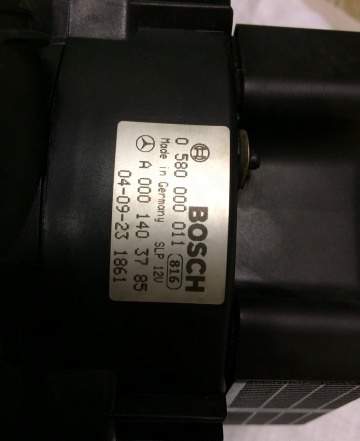 BOSCH
0 580 000 011 816
Made in Germany SLP 12V
A 000 140 37 85
04-09-23 1861